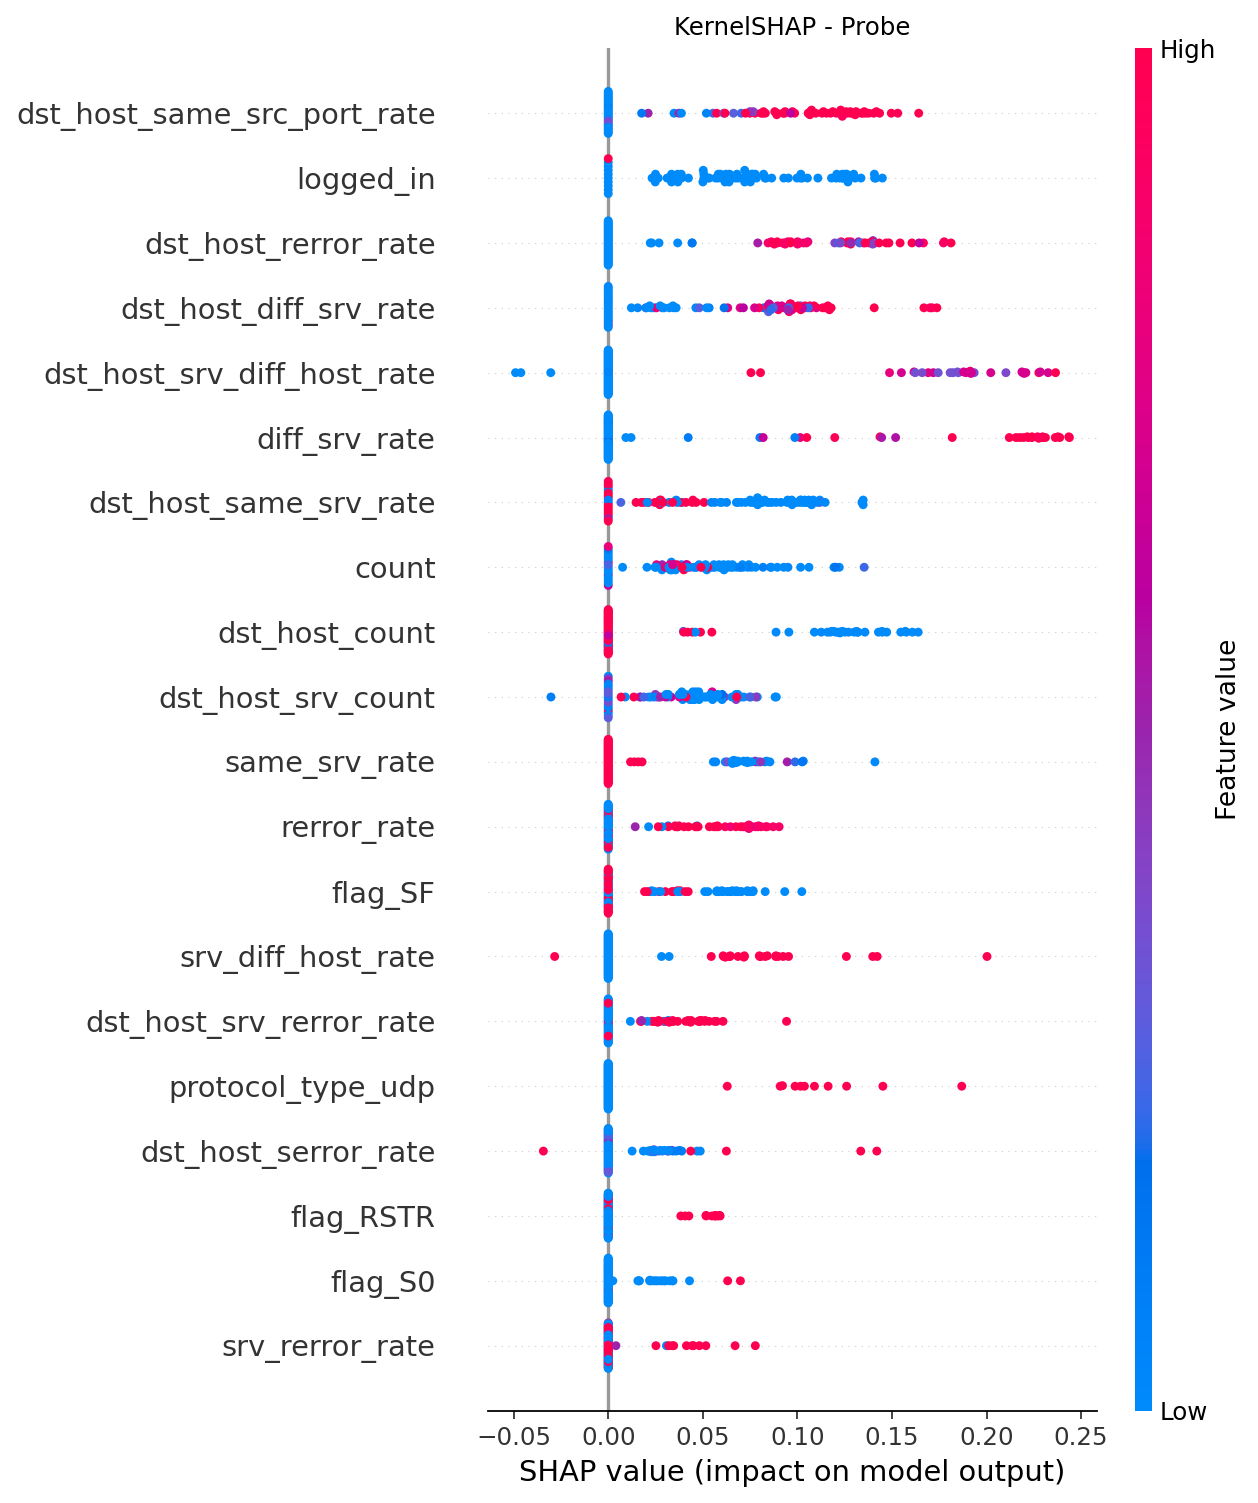 KernelSHAP - Probe
High
dst_host_same_src_port_rate
logged_in
dst_host_rerror_rate
dst_host_diff_srv_rate
dst_host_srv_diff_host_rate
diff_srv_rate
dst_host_same_srv_rate
count
dst_host_count
dst_host_srv_count
same_srv_rate
rerror_rate
flag_SF
srv_diff_host_rate
dst_host_srv_rerror_rate
protocol_type_udp
dst_host_serror_rate
flag_RSTR
flag_S0
srv_rerror_rate
Feature value
Low
−0.05 0.00 0.05 0.10 0.15 0.20 0.25
SHAP value (impact on model output)